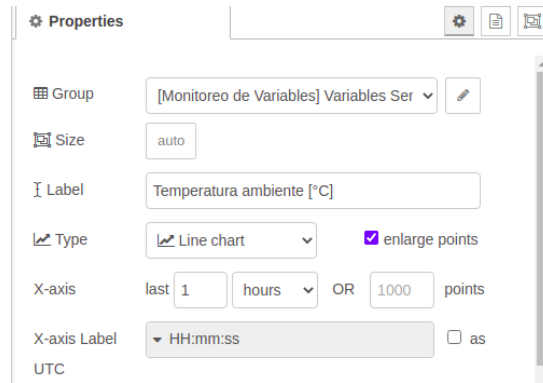 Properties
Group [Monitoreo de Variables] Variables Ser
Size auto
Label Temperatura ambiente [°C]
Type Line chart enlarge points
X-axis last 1 hours OR 1000 points
X-axis Label HH:mm:ss as
UTC